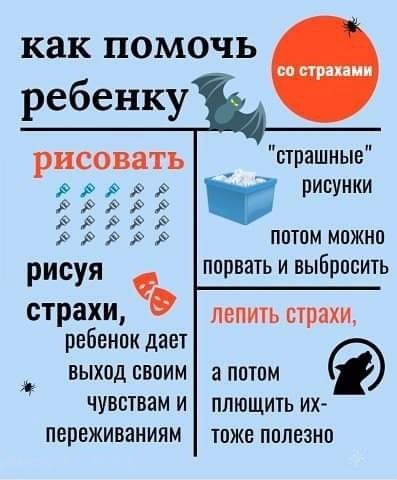 как помочь
ребенку
со страхами
рисовать
рисуя
страхи,
ребенок дает
выход своим
чувствам и
переживаниям
"страшные"
рисунки
потом можно
порвать и выбросить
лепить страхи,
а потом
плющить их-
тоже полезно